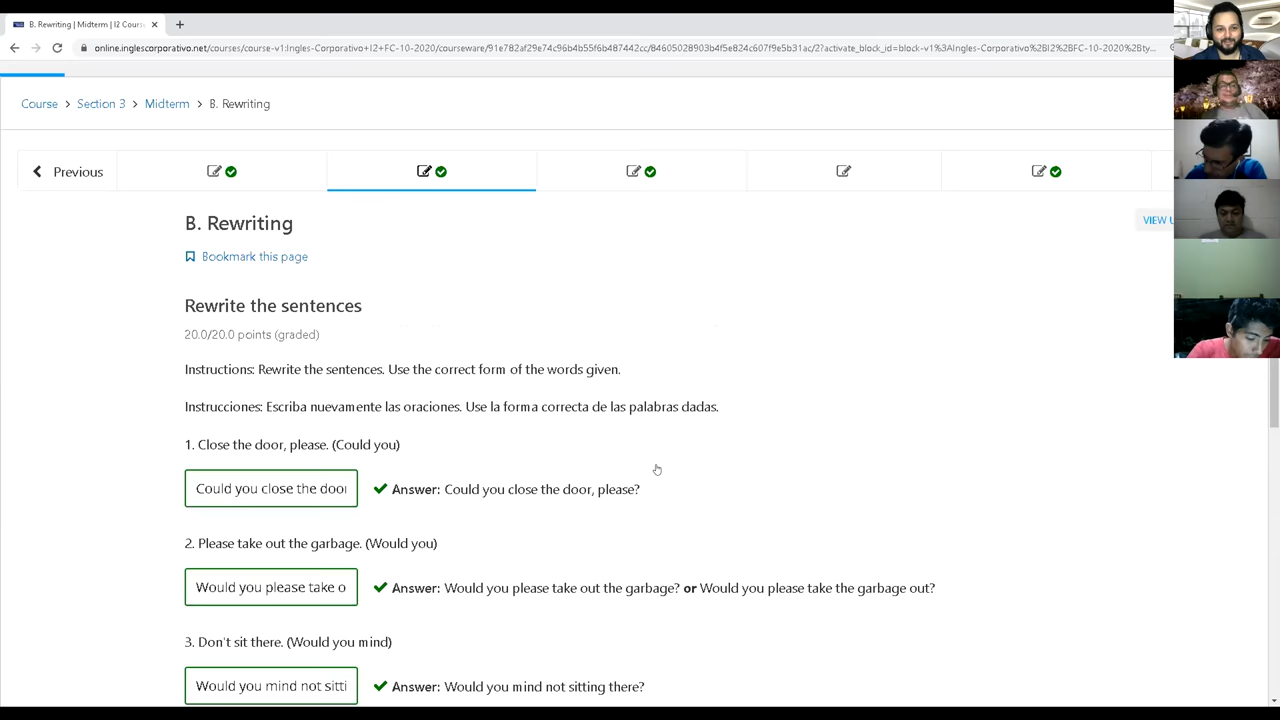 B. Rewriting | Midterm | I2 Cours
online.inglescorporativo.net/courses/course-v1:Ingles-Corporativo+I2+FC-10-2020/courseware/91e782af29e74c96b4b55f6b487442cc/84605028903b4f5e824c607f9e5b31ac/2?activate_block_id=block-v1%3AIngles-Corporativo%2BI2%2BFC-10-2020%2Bty...
Course > Section 3 > Midterm > B. Rewriting
Previous
B. Rewriting
VIEW U
Bookmark this page
Rewrite the sentences
20.0/20.0 points (graded)
Instructions: Rewrite the sentences. Use the correct form of the words given.
Instrucciones: Escriba nuevamente las oraciones. Use la forma correcta de las palabras dadas.
1. Close the door, please. (Could you)
Could you close the door Answer: Could you close the door, please?
2. Please take out the garbage. (Would you)
Would you please take o Answer: Would you please take out the garbage? or Would you please take the garbage out?
3. Don't sit there. (Would you mind)
Would you mind not sitti Answer: Would you mind not sitting there?